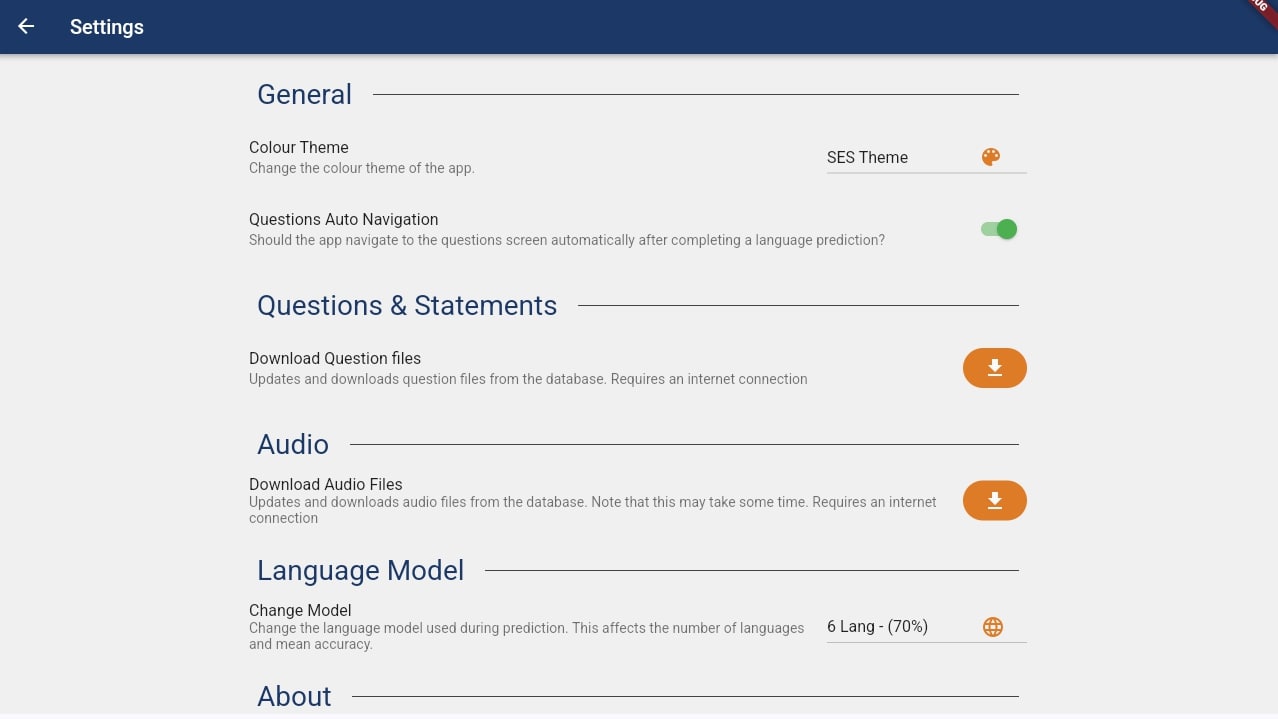 Settings
General
Colour Theme
Change the colour theme of the app.
SES Theme
Questions Auto Navigation
Should the app navigate to the questions screen automatically after completing a language prediction?
Questions & Statements
Download Question files
Updates and downloads question files from the database. Requires an internet connection
Audio
Download Audio Files
Updates and downloads audio files from the database. Note that this may take some time. Requires an internet
connection
Language Model
Change Model
Change the language model used during prediction. This affects the number of languages
and mean accuracy.
6 Lang - (70%)
About